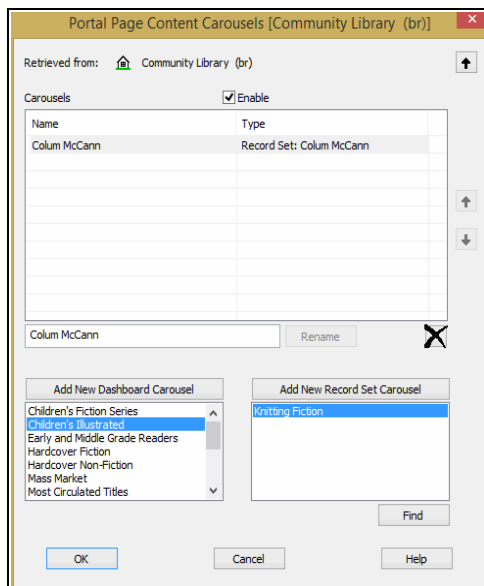 Portal Page Content Carousels [Community Library (br)]
Retrieved from: Community Library (br)
Carousels Enable
Name Type
Colum McCann Record Set: Colum McCann
Colum McCann Rename
Add New Dashboard Carousel Add New Record Set Carousel
Children's Fiction Series Knitting Fiction
Children's Illustrated
Early and Middle Grade Readers
Hardcover Fiction
Hardcover Non-Fiction
Mass Market
Most Circulated Titles
Find
OK Cancel Help